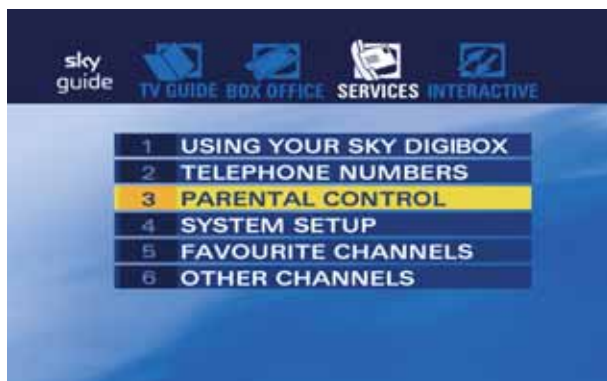 sky
guide
TV GUIDE BOX OFFICE SERVICES INTERACTIVE
1 USING YOUR SKY DIGIBOX
2 TELEPHONE NUMBERS
3 PARENTAL CONTROL
4 SYSTEM SETUP
5 FAVOURITE CHANNELS
6 OTHER CHANNELS